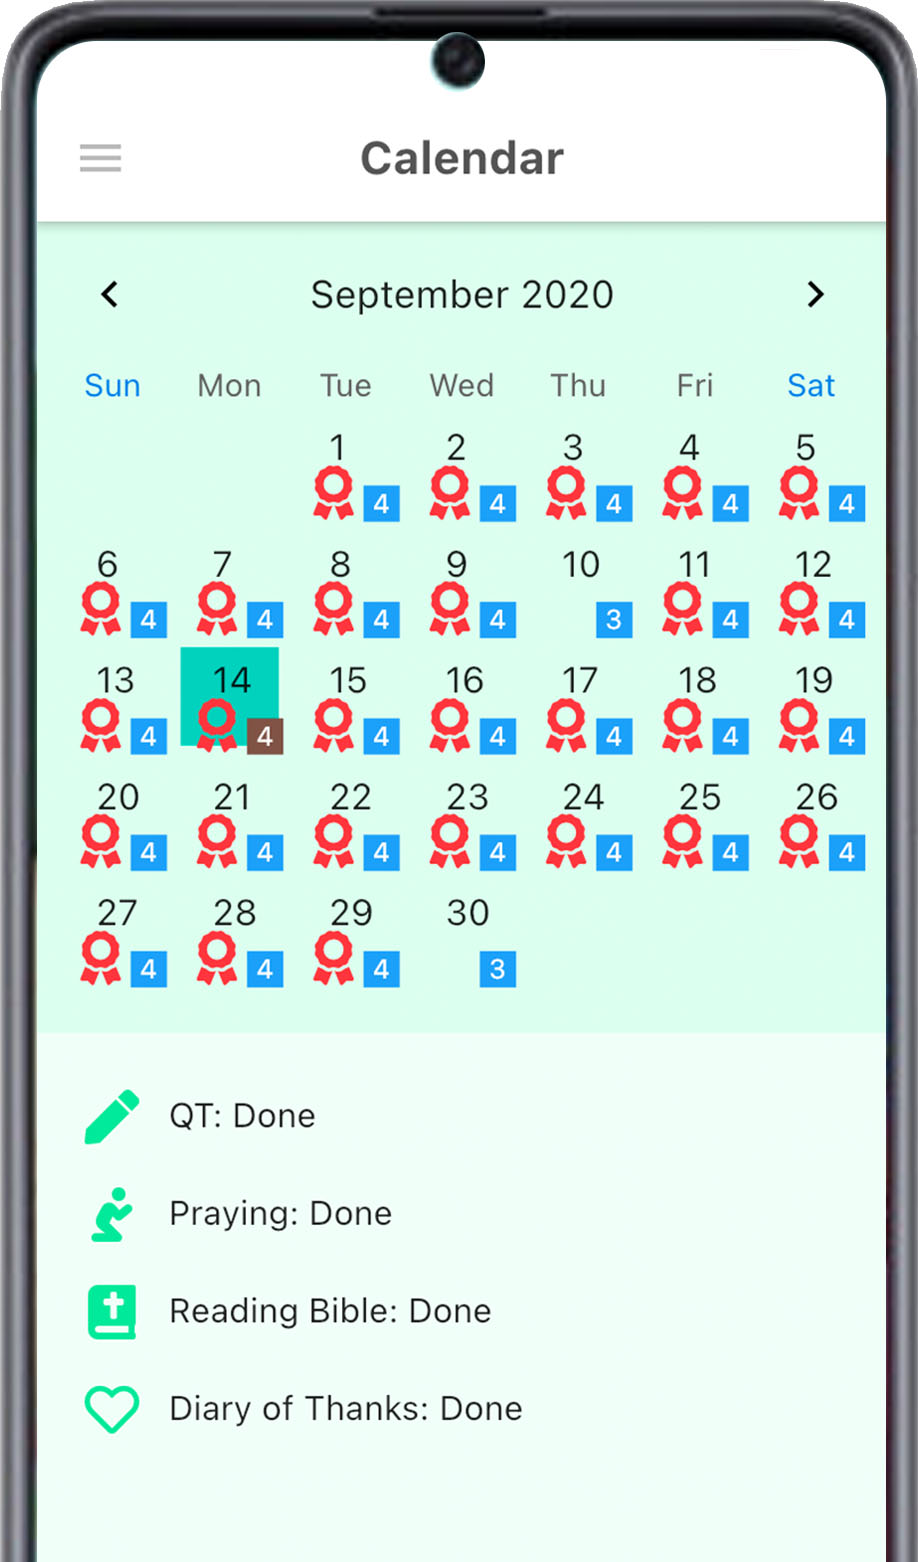 Calendar
September 2020
Sun Mon Tue Wed Thu Fri Sat
1 2 3 4 5
4 4 4 4 4
6 7 8 9 10 11 12
4 4 4 4 3 4 4
13 14 15 16 17 18 19
4 4 4 4 4 4 4
20 21 22 23 24 25 26
4 4 4 4 4 4 4
27 28 29 30
4 4 4 3
QT: Done
Praying: Done
Reading Bible: Done
Diary of Thanks: Done